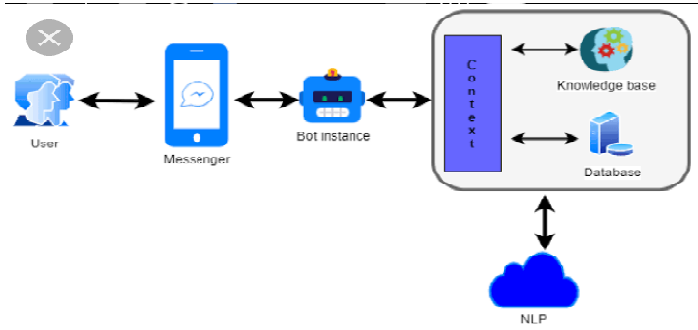 User
Messenger
Bot instance
Context
Knowledge base
Database
NLP